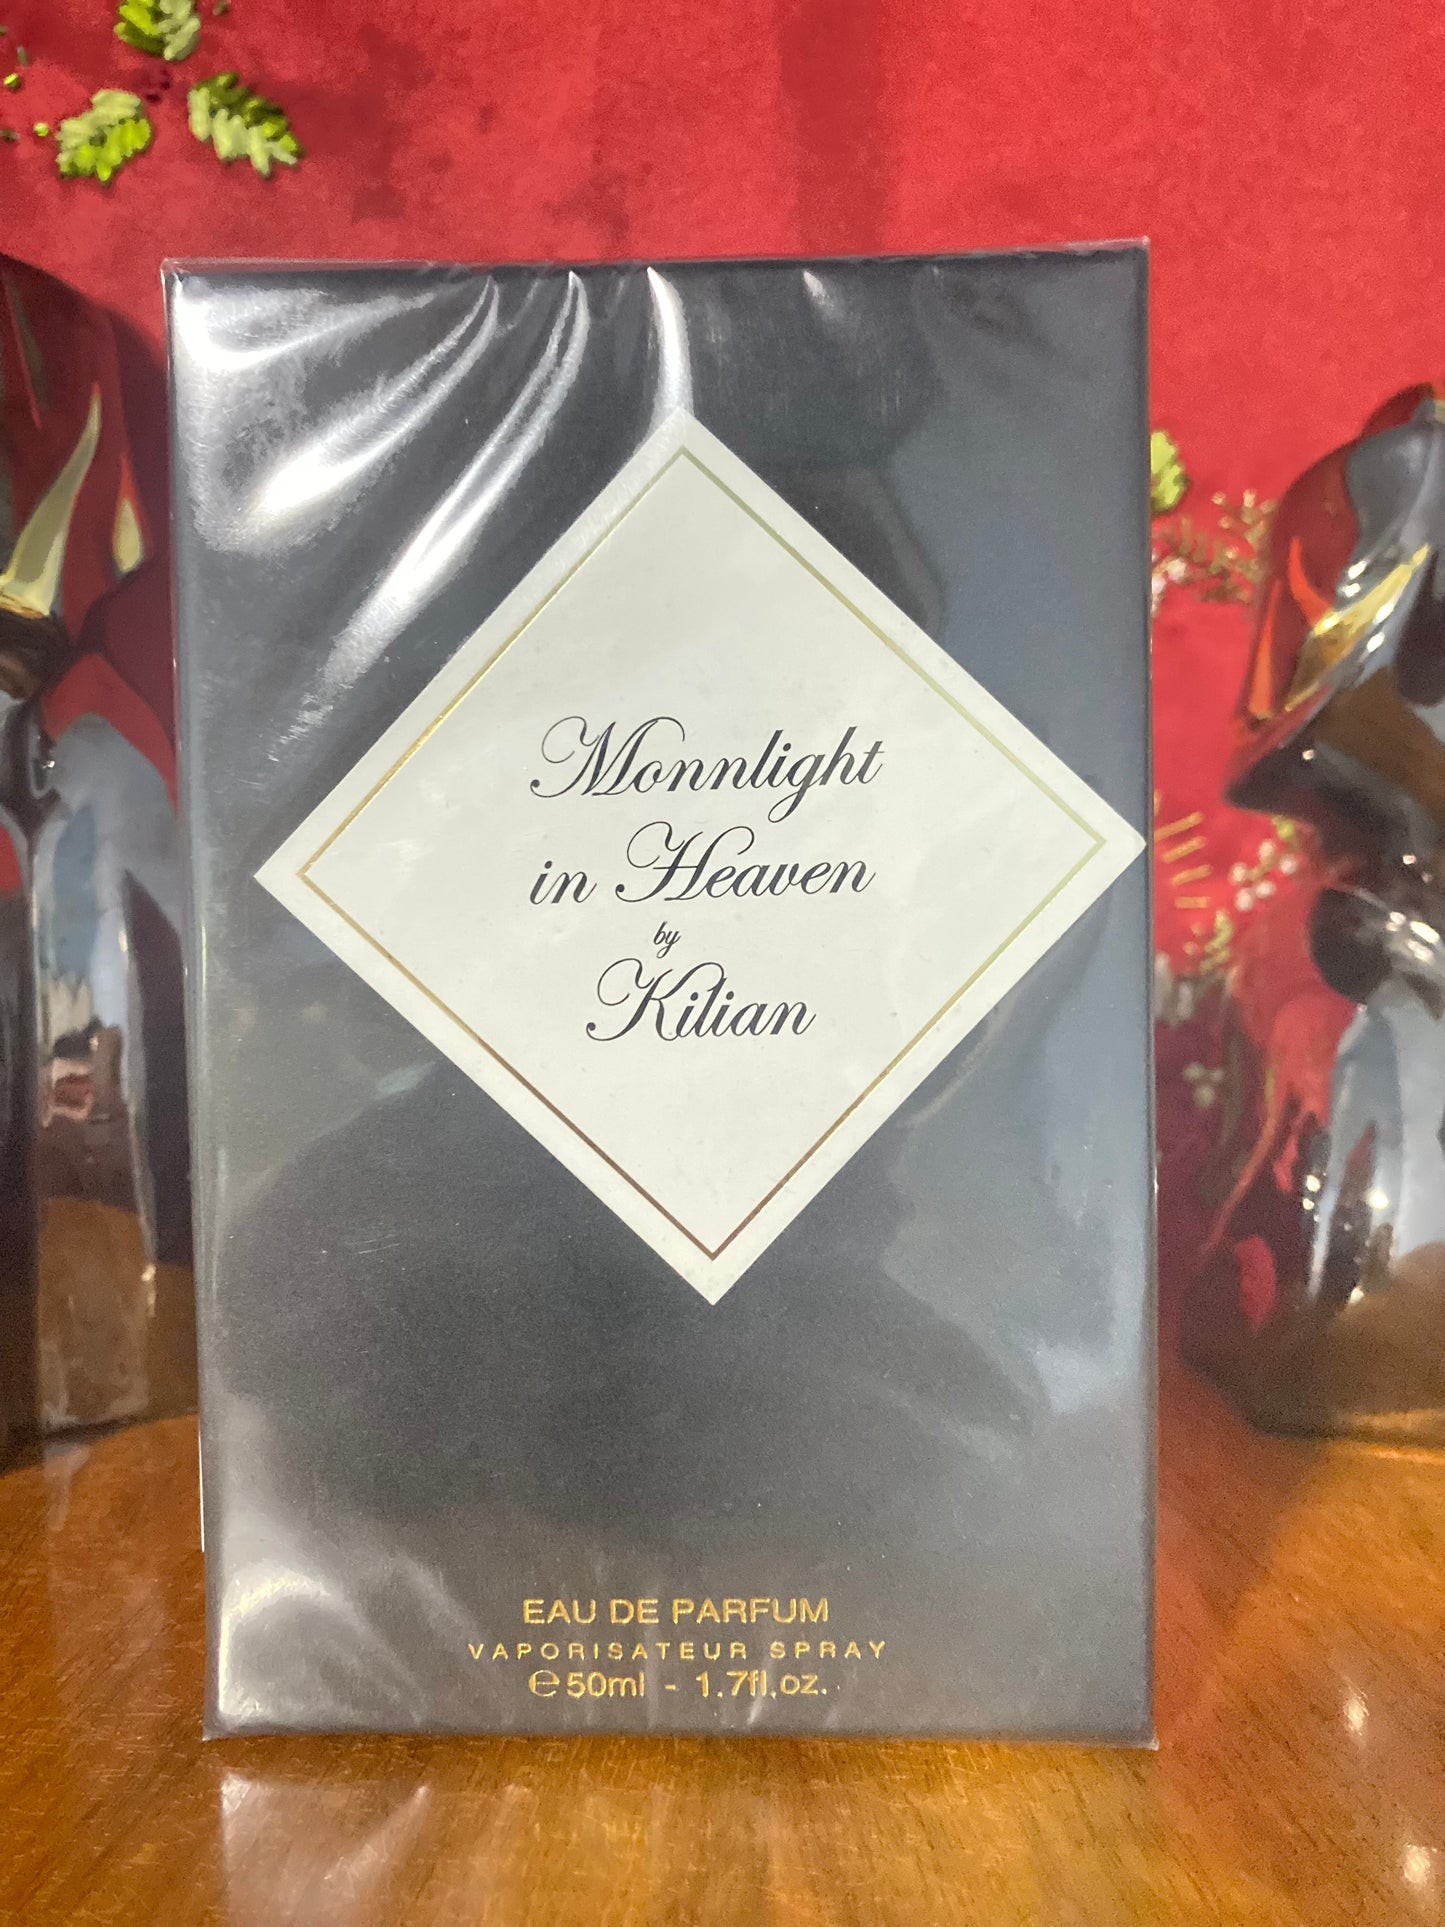 Monnlight
in Heaven
by
Kilian
EAU DE PARFUM
VAPORISATEUR SPRAY
℮50ml - 1.7fl.oz.